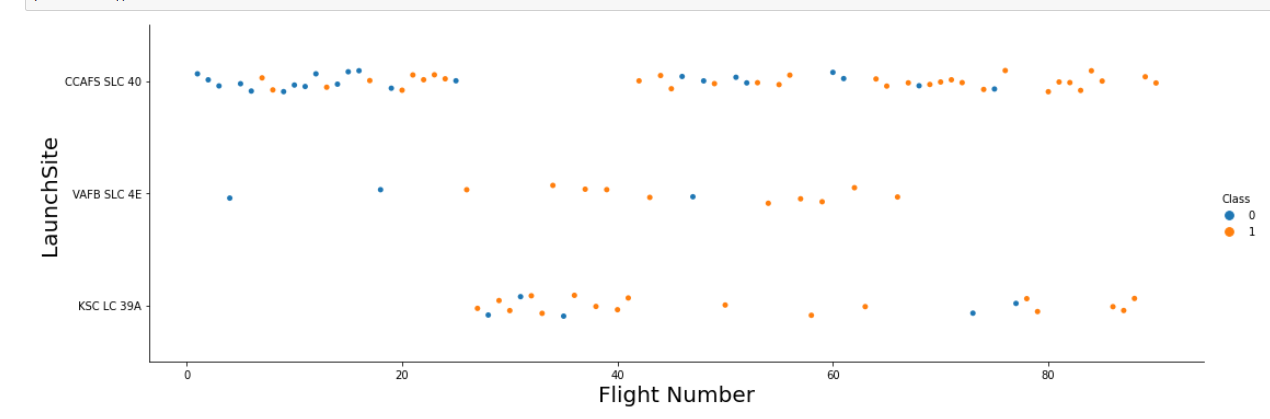 CCAFS SLC 40
VAFB SLC 4E
KSC LC 39A
LaunchSite
0 20 40 60 80
Flight Number
Class
0
1